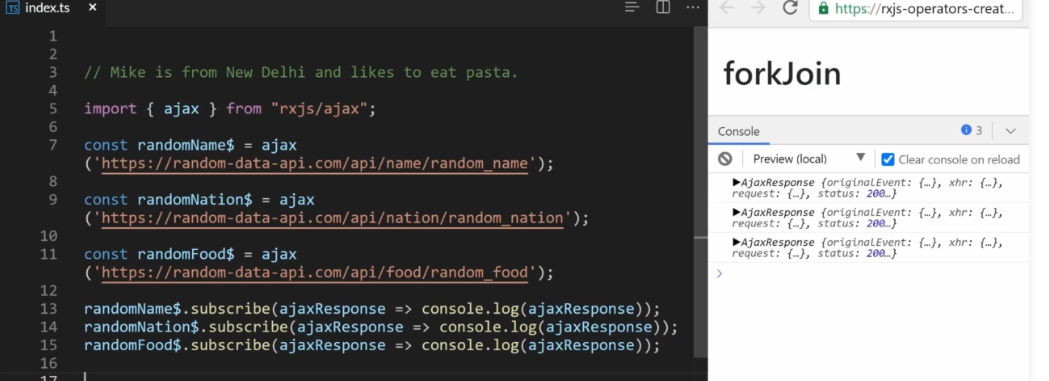 TS index.ts ×
1
2
3 // Mike is from New Delhi and likes to eat pasta.
4
5 import { ajax } from "rxjs/ajax";
6
7 const randomName$ = ajax
('https://random-data-api.com/api/name/random_name');
8
9 const randomNation$ = ajax
('https://random-data-api.com/api/nation/random_nation');
10
11 const randomFood$ = ajax
('https://random-data-api.com/api/food/random_food');
12
13 randomName$.subscribe(ajaxResponse => console.log(ajaxResponse));
14 randomNation$.subscribe(ajaxResponse => console.log(ajaxResponse));
15 randomFood$.subscribe(ajaxResponse => console.log(ajaxResponse));
16
17
https://rxjs-operators-creat...
forkJoin
Console 3
Preview (local) Clear console on reload
▶AjaxResponse {originalEvent: {…}, xhr: {…},
request: {…}, status: 200…}
▶AjaxResponse {originalEvent: {…}, xhr: {…},
request: {…}, status: 200…}
▶AjaxResponse {originalEvent: {…}, xhr: {…},
request: {…}, status: 200…}
>